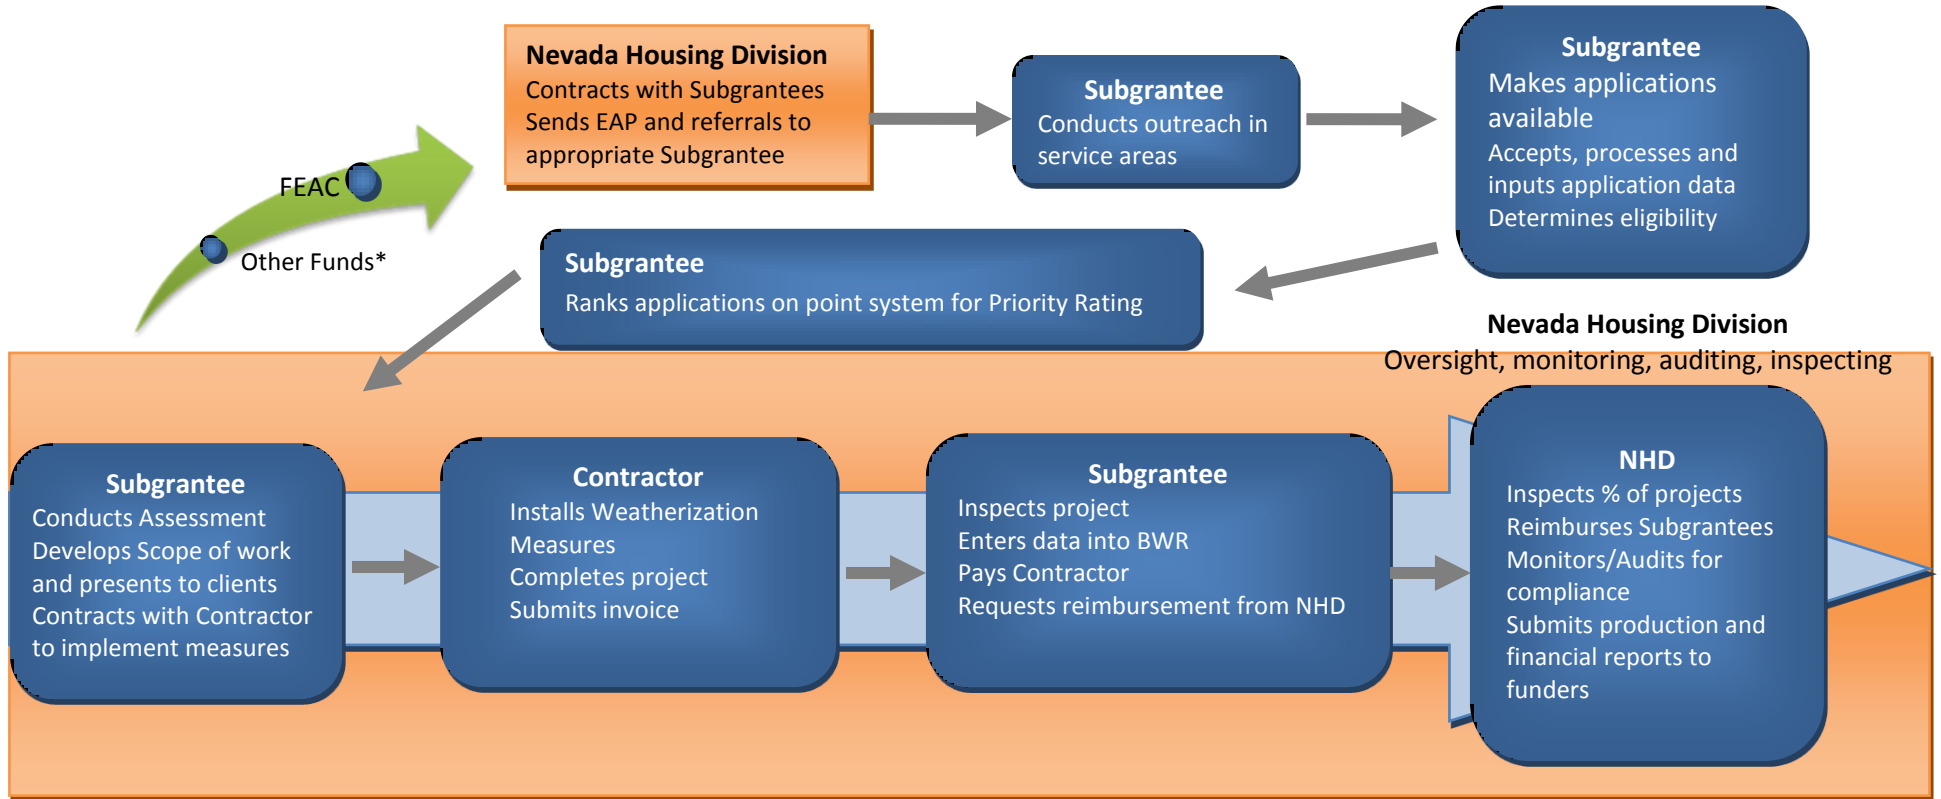 Nevada Housing Division
Contracts with Subgrantees
Sends EAP and referrals to
appropriate Subgrantee
Subgrantee
Conducts outreach in
service areas
Subgrantee
Makes applications
available
Accepts, processes and
inputs application data
Determines eligibility
FEAC
Other Funds*
Subgrantee
Ranks applications on point system for Priority Rating
Nevada Housing Division
Oversight, monitoring, auditing, inspecting
Subgrantee
Conducts Assessment
Develops Scope of work
and presents to clients
Contracts with Contractor
to implement measures
Contractor
Installs Weatherization
Measures
Completes project
Submits invoice
Subgrantee
Inspects project
Enters data into BWR
Pays Contractor
Requests reimbursement from NHD
NHD
Inspects % of projects
Reimburses Subgrantees
Monitors/Audits for
compliance
Submits production and
financial reports to
funders